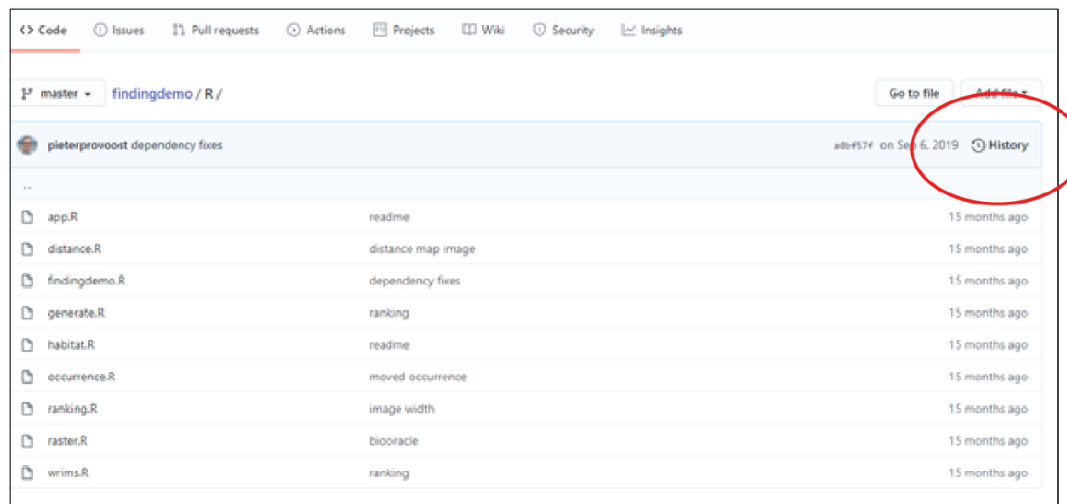 <> Code Issues Pull requests Actions Projects Wiki Security Insights
master findingdemo / R / Go to file Add file
pieterprovoost dependency fixes a0bf57f on Sep 6, 2019 History
..
app.R readme 15 months ago
distance.R distance map image 15 months ago
findingdemo.R dependency fixes 15 months ago
generate.R ranking 15 months ago
habitat.R readme 15 months ago
occurrence.R moved occurrence 15 months ago
ranking.R image width 15 months ago
raster.R biooracle 15 months ago
wrims.R ranking 15 months ago